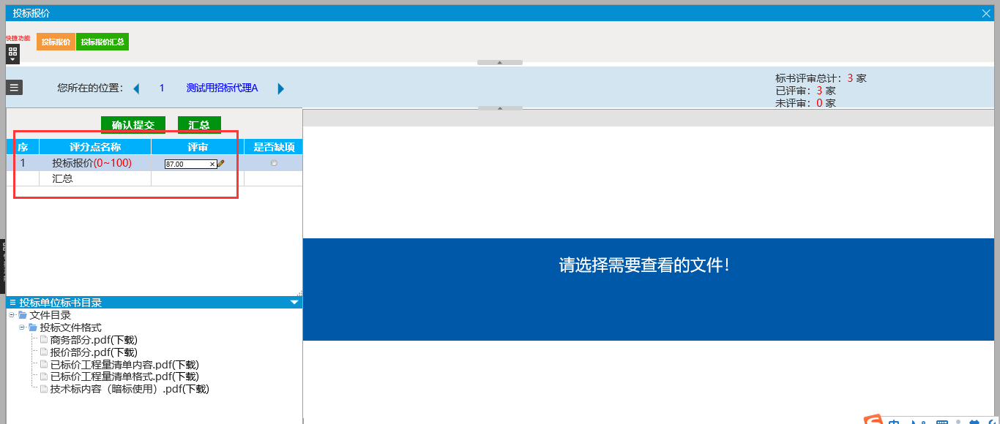 投标报价
快捷功能
投标报价 投标报价汇总
您所在的位置： 1 测试用招标代理A
标书评审总计：3 家
已评审：3 家
未评审：0 家
确认提交 汇总
序 评分点名称 评审 是否缺项
1 投标报价(0~100) 87.00
汇总
请选择需要查看的文件!
投标单位标书目录
文件目录
投标文件格式
商务部分.pdf(下载)
报价部分.pdf(下载)
已标价工程量清单内容.pdf(下载)
已标价工程量清单格式.pdf(下载)
技术标内容（暗标使用）.pdf(下载)